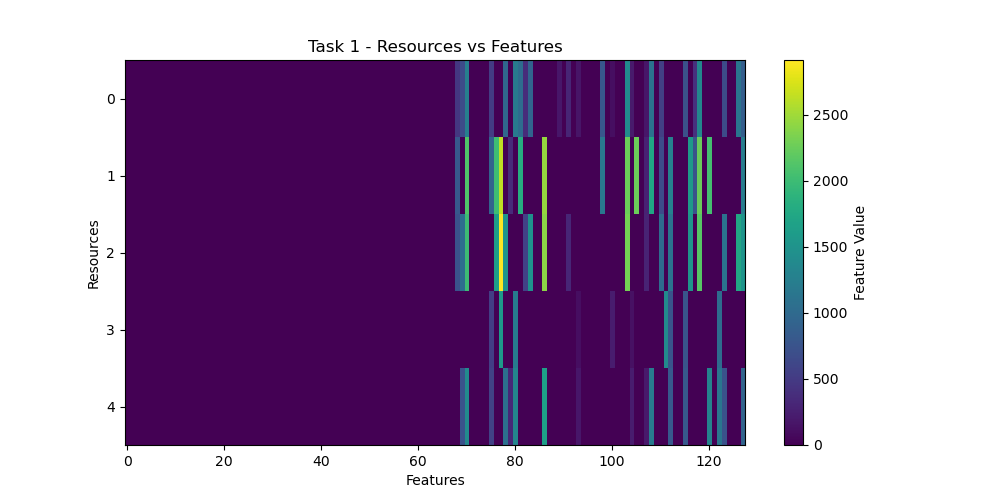 Task 1 - Resources vs Features
Resources
0
1
2
3
4
0 20 40 60 80 100 120
Features
2500
2000
1500
1000
500
0
Feature Value